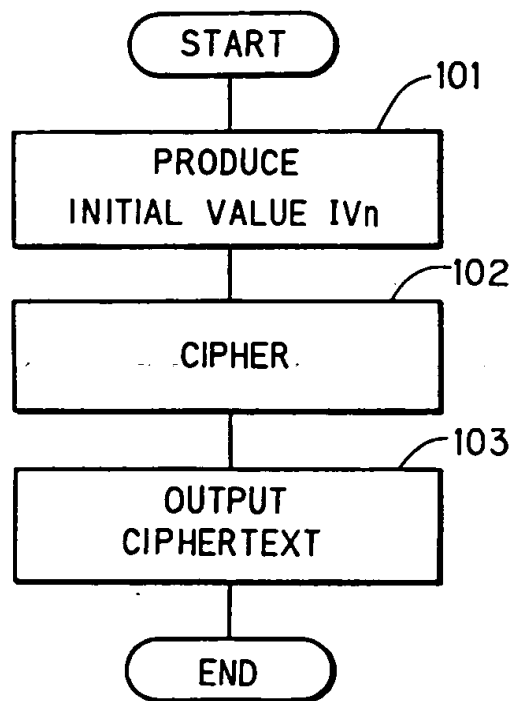 START
101
PRODUCE
INITIAL VALUE IVn
102
CIPHER
103
OUTPUT
CIPHERTEXT
END